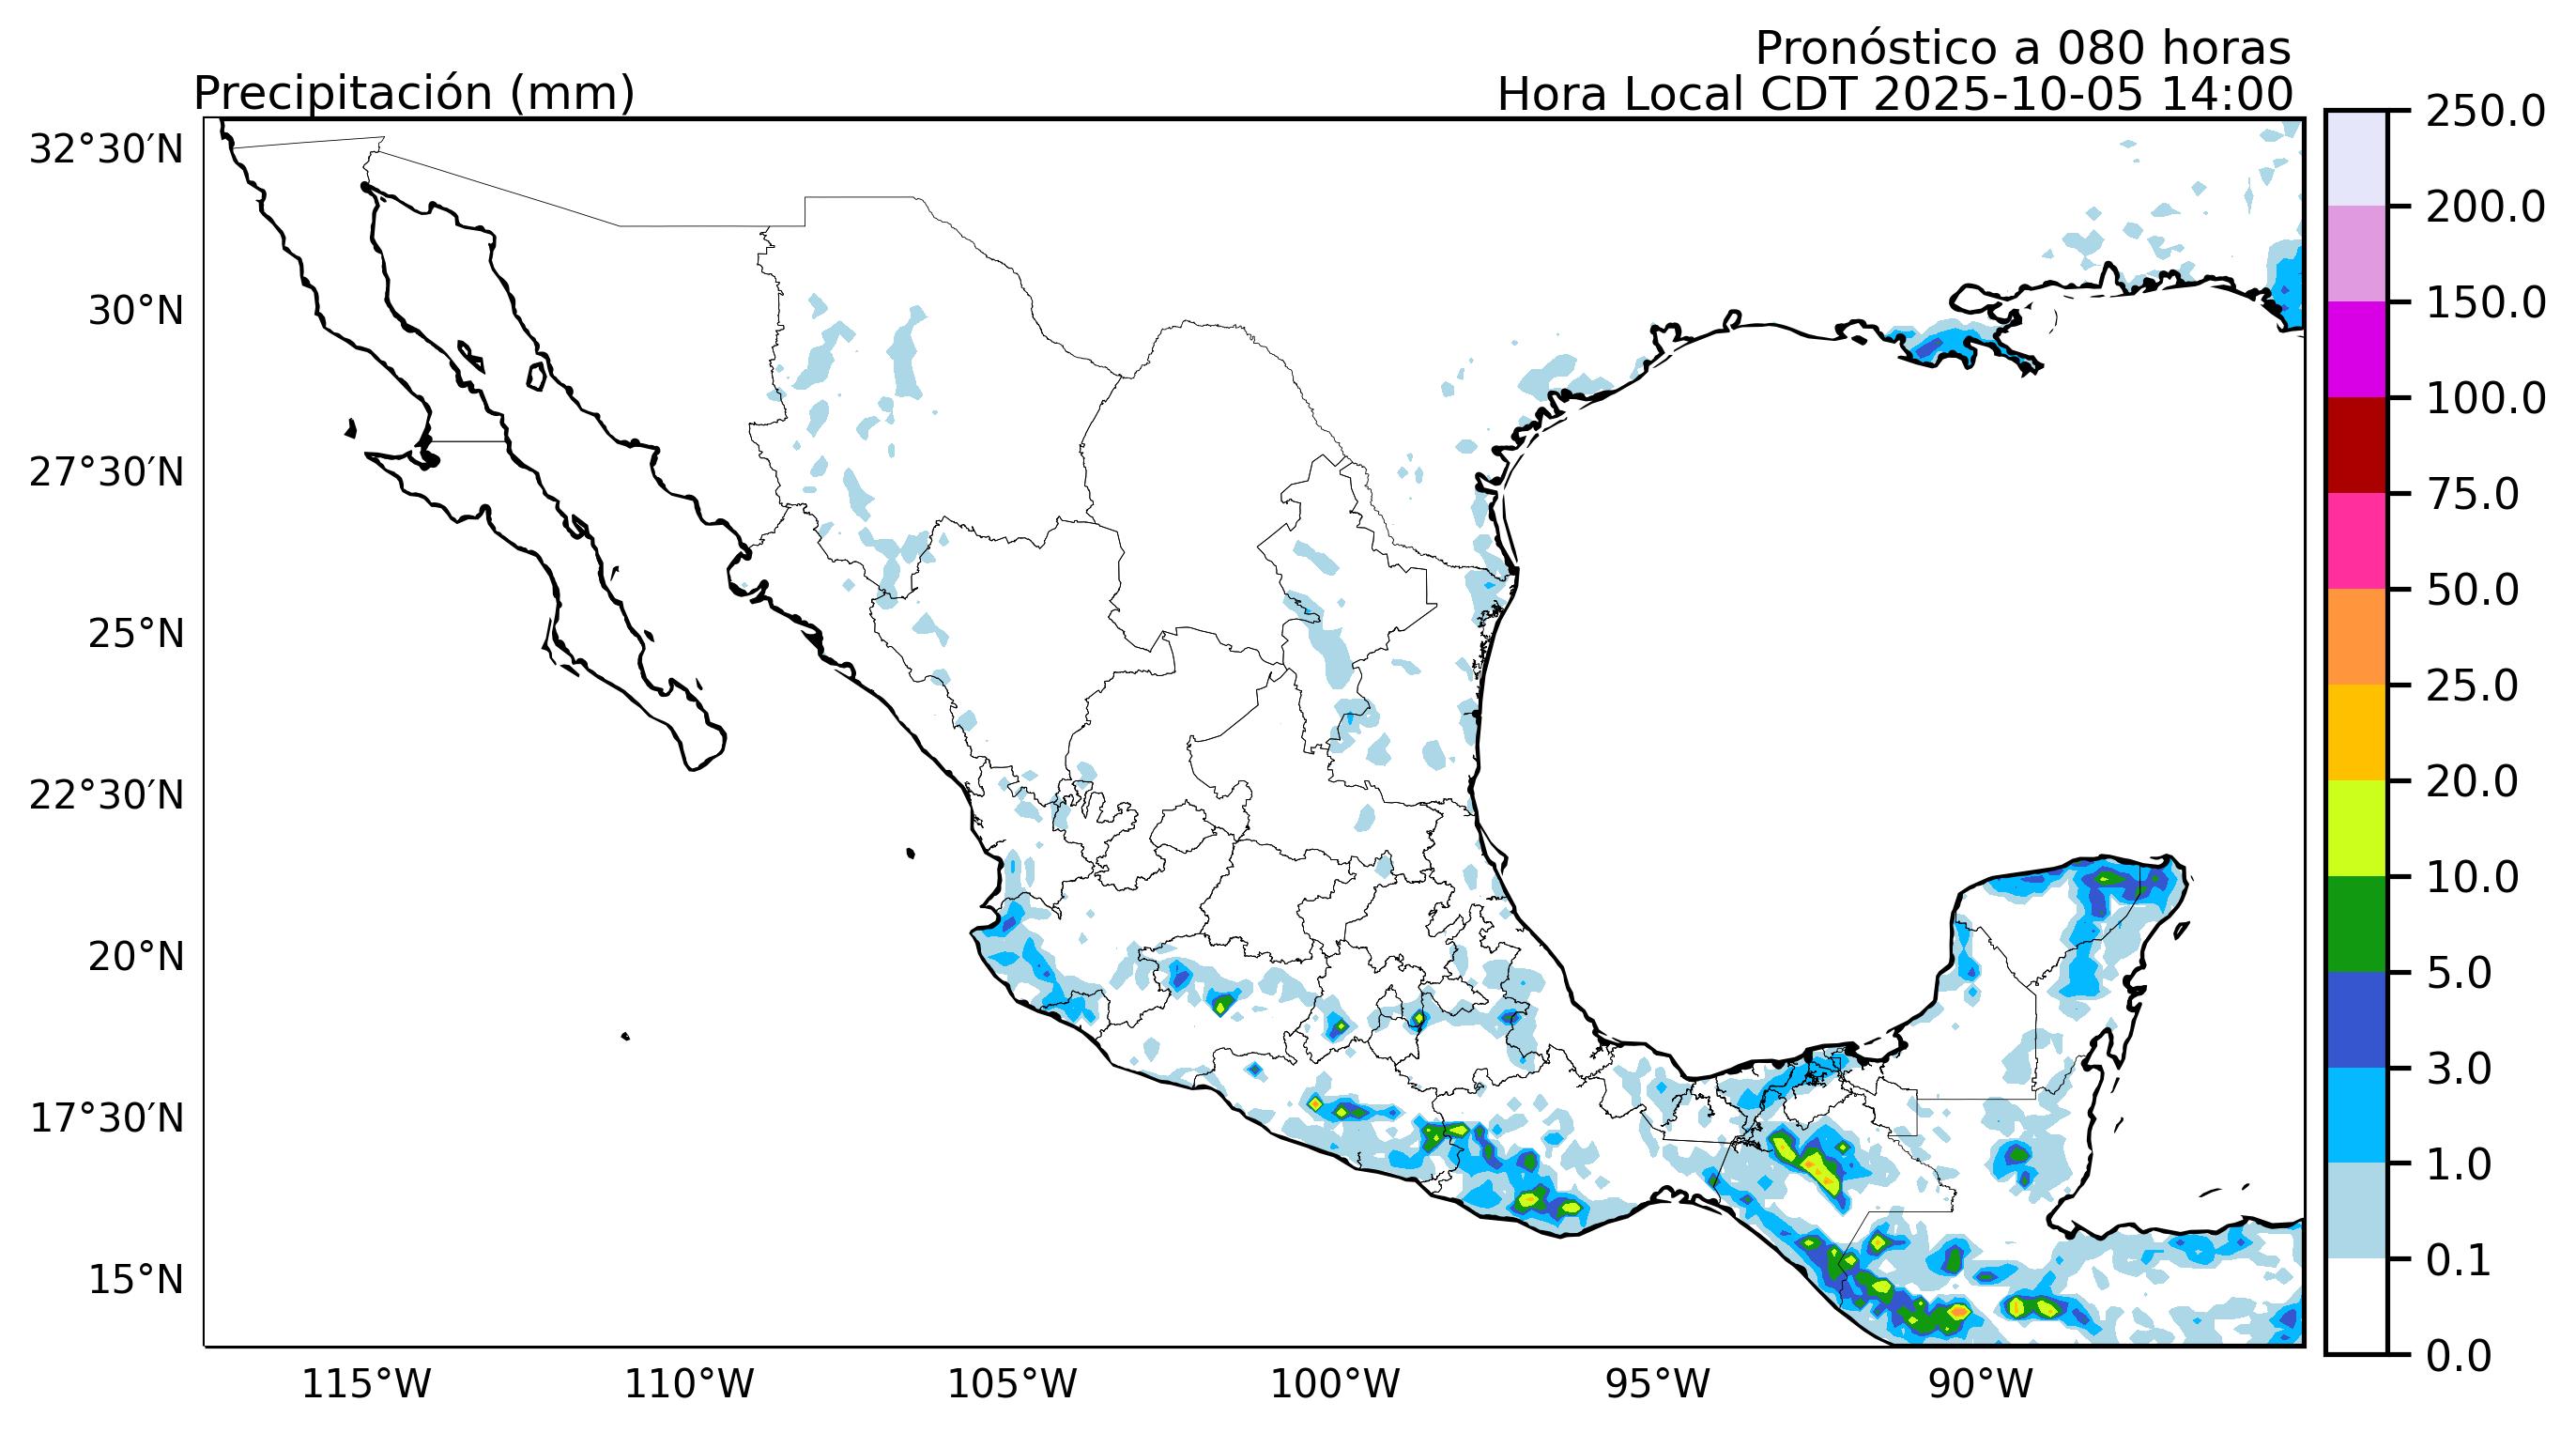 Pronóstico a 080 horas
Precipitación (mm)
Hora Local CDT 2025-10-05 14:00
32°30′N
30°N
27°30′N
25°N
22°30′N
20°N
17°30′N
15°N
115°W
110°W
105°W
100°W
95°W
90°W
250.0
200.0
150.0
100.0
75.0
50.0
25.0
20.0
10.0
5.0
3.0
1.0
0.1
0.0